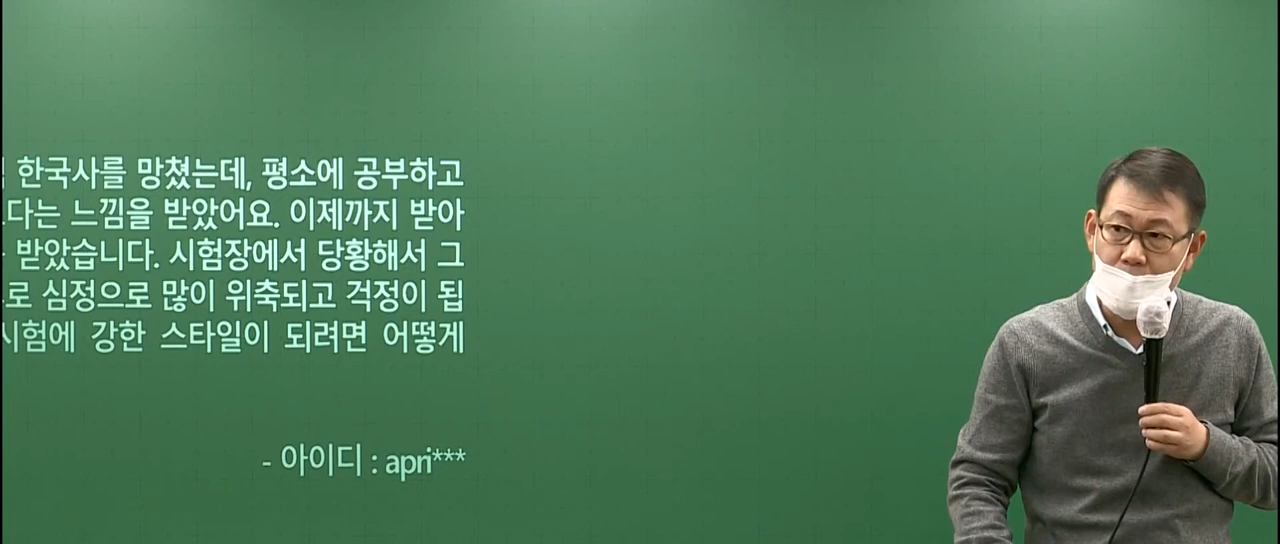 한국사를 망쳤는데, 평소에 공부하고
느낌을 받았어요. 이제까지 받아
받았습니다. 시험장에서 당황해서 그
심정으로 많이 위축되고 걱정이 됩
시험에 강한 스타일이 되려면 어떻게
- 아이디 : apri***